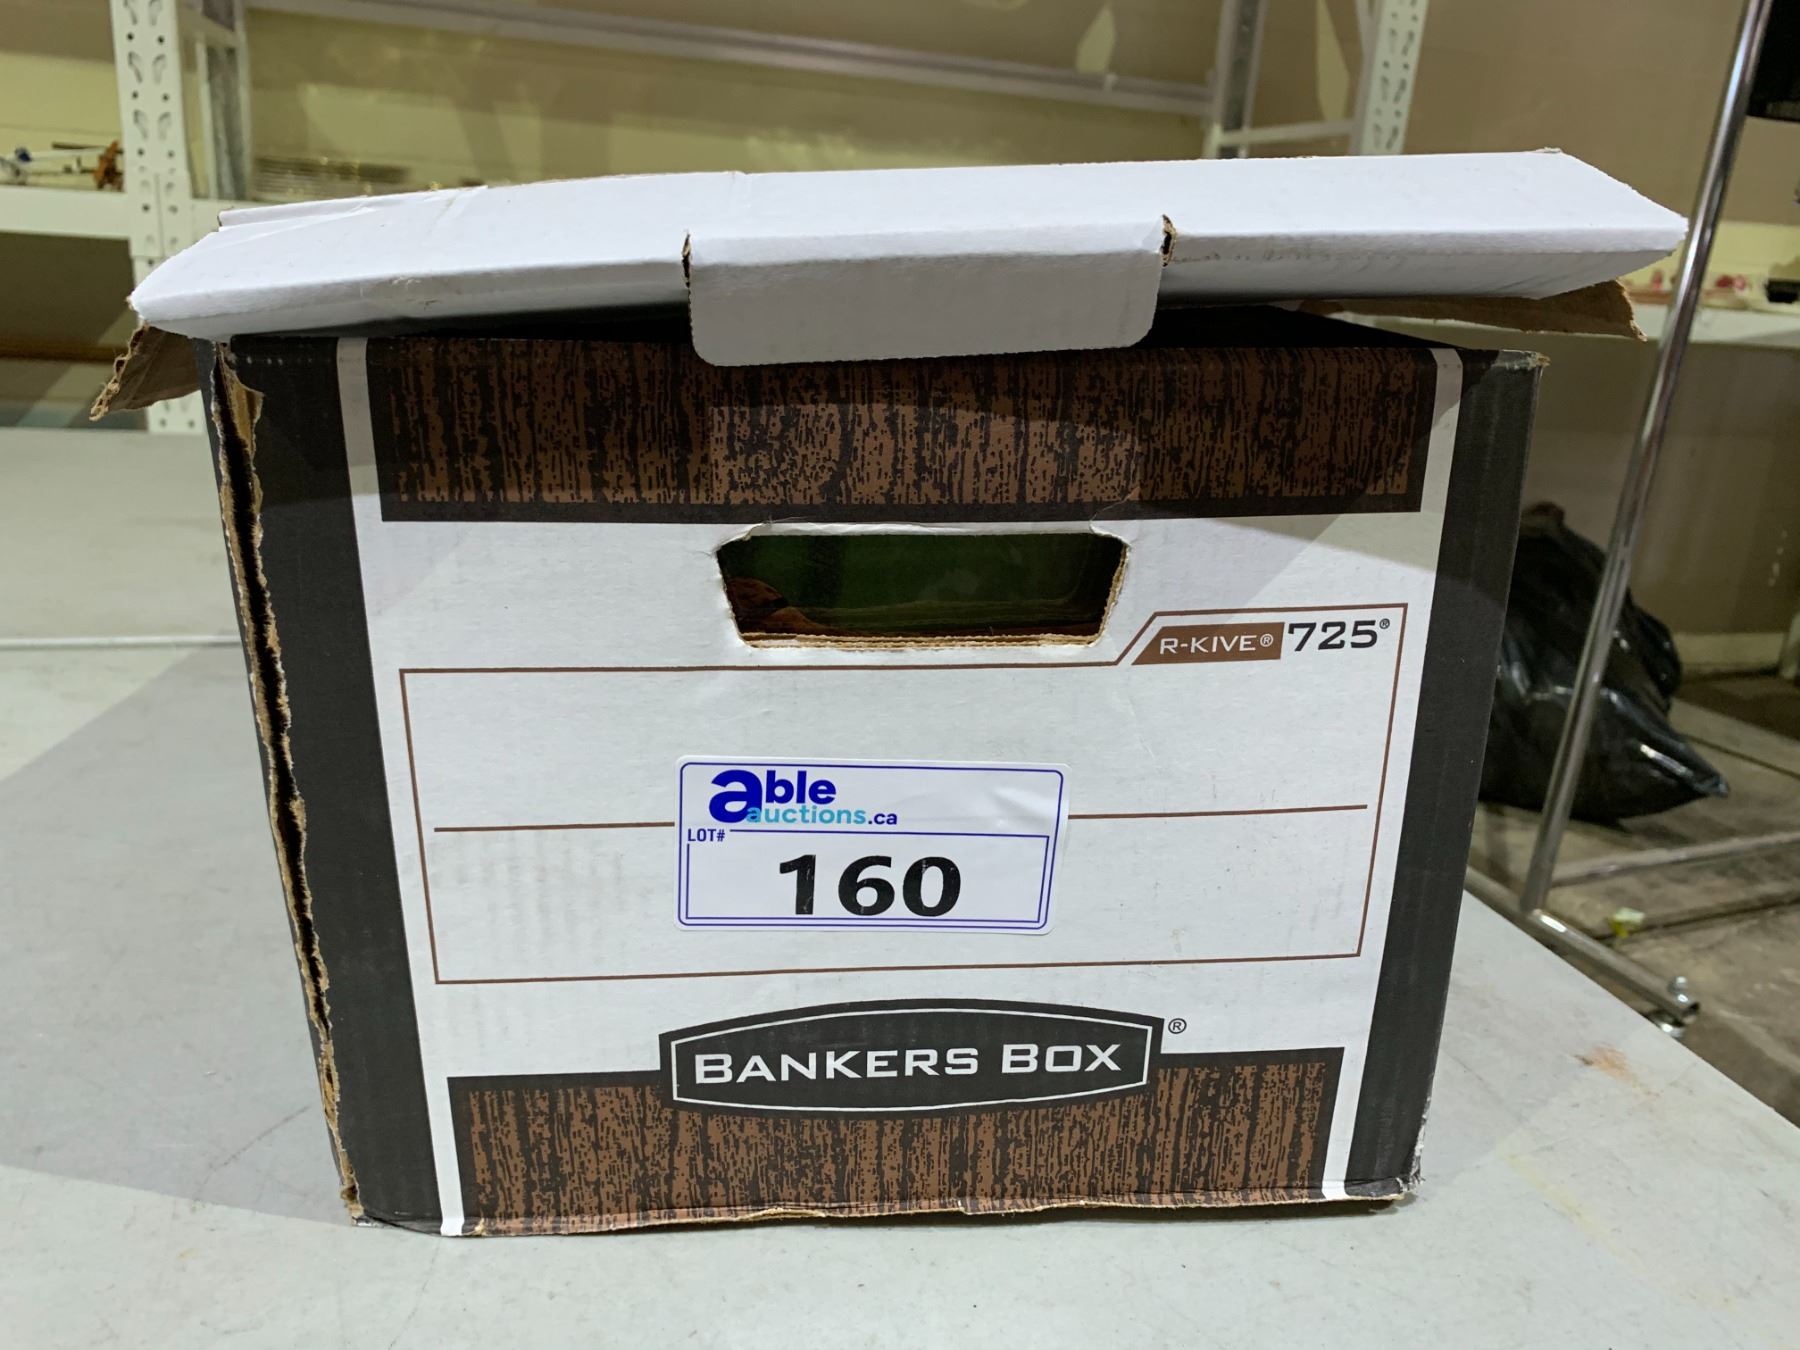 R-KIVE® 725®
able
auctions.ca
LOT#
160
BANKERS BOX®